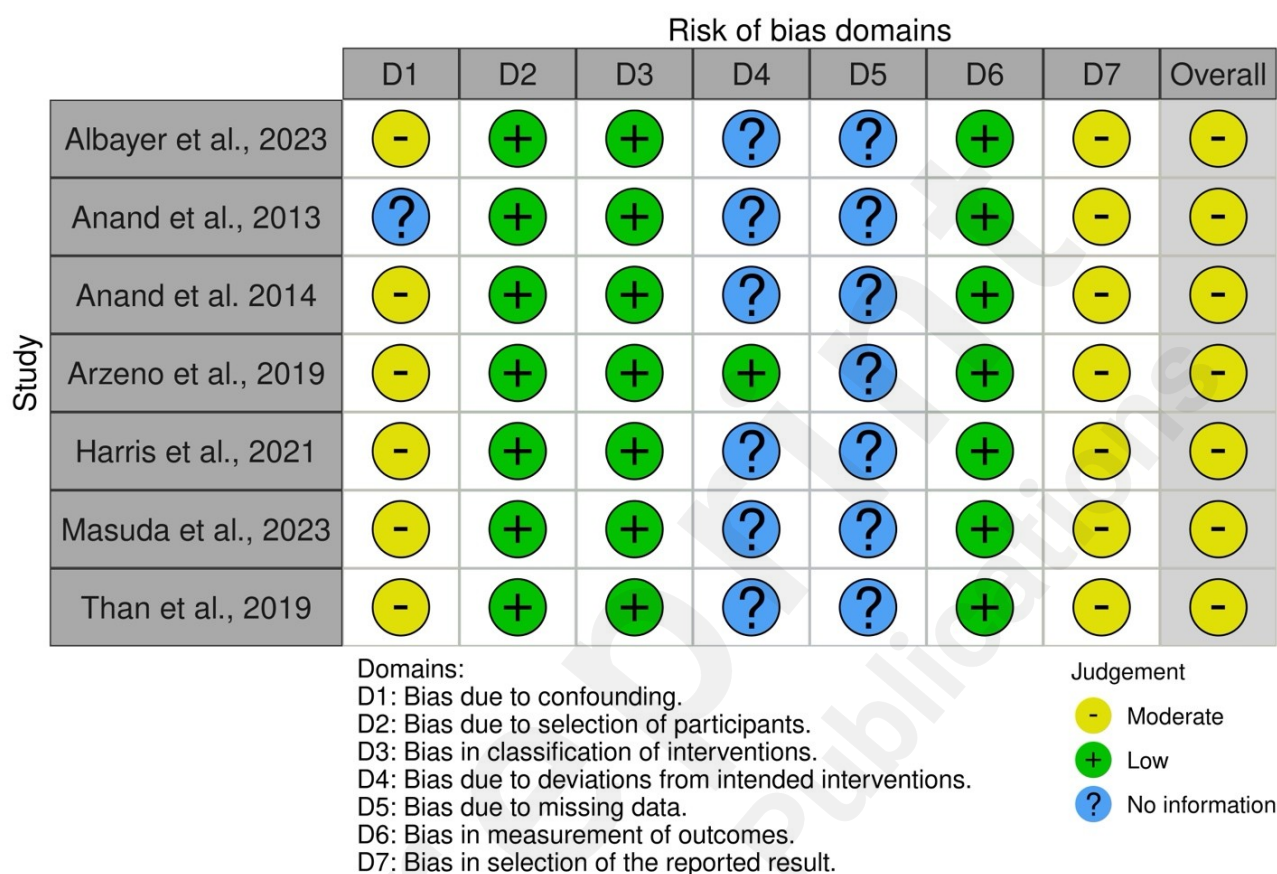 Risk of bias domains
D1 D2 D3 D4 D5 D6 D7 Overall
Study
Albayer et al., 2023 - + + ? ? + - -
Anand et al., 2013 ? + + ? ? + - -
Anand et al. 2014 - + + ? ? + - -
Arzeno et al., 2019 - + + + ? + - -
Harris et al., 2021 - + + ? ? + - -
Masuda et al., 2023 - + + ? ? + - -
Than et al., 2019 - + + ? ? + - -
Domains:
D1: Bias due to confounding.
D2: Bias due to selection of participants.
D3: Bias in classification of interventions.
D4: Bias due to deviations from intended interventions.
D5: Bias due to missing data.
D6: Bias in measurement of outcomes.
D7: Bias in selection of the reported result.
Judgement
- Moderate
+ Low
? No information
Publications